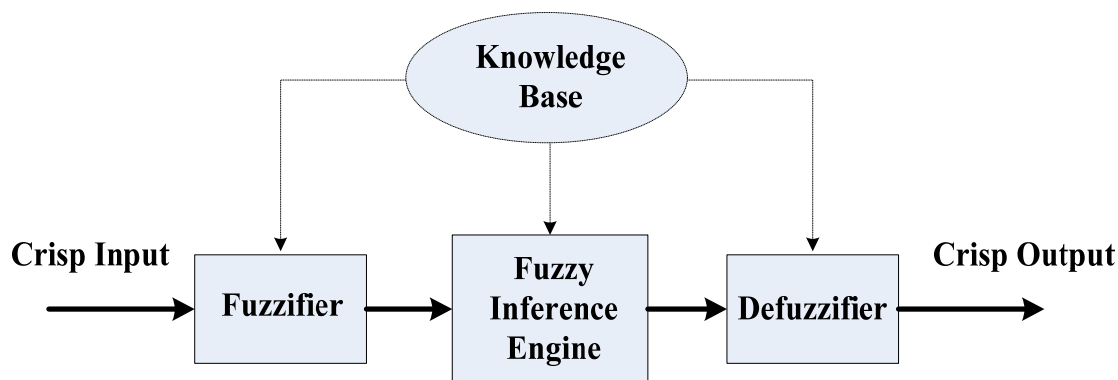 Knowledge
Base
Crisp Input
Crisp Output
Fuzzifier
Fuzzy
Inference
Engine
Defuzzifier